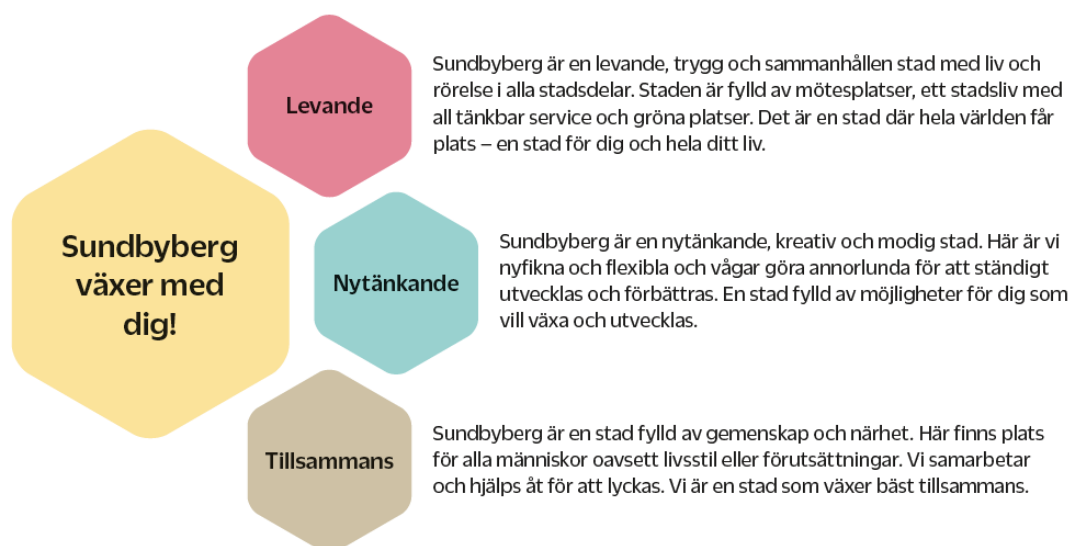 Levande
Sundbyberg är en levande, trygg och sammanhållen stad med liv och
rörelse i alla stadsdelar. Staden är fylld av mötesplatser, ett stadsliv med
all tänkbar service och gröna platser. Det är en stad där hela världen får
plats – en stad för dig och hela ditt liv.
Sundbyberg
växer med
dig!
Nytänkande
Sundbyberg är en nytänkande, kreativ och modig stad. Här är vi
nyfikna och flexibla och vågar göra annorlunda för att ständigt
utvecklas och förbättras. En stad fylld av möjligheter för dig som
vill växa och utvecklas.
Tillsammans
Sundbyberg är en stad fylld av gemenskap och närhet. Här finns plats
för alla människor oavsett livsstil eller förutsättningar. Vi samarbetar
och hjälps åt för att lyckas. Vi är en stad som växer bäst tillsammans.